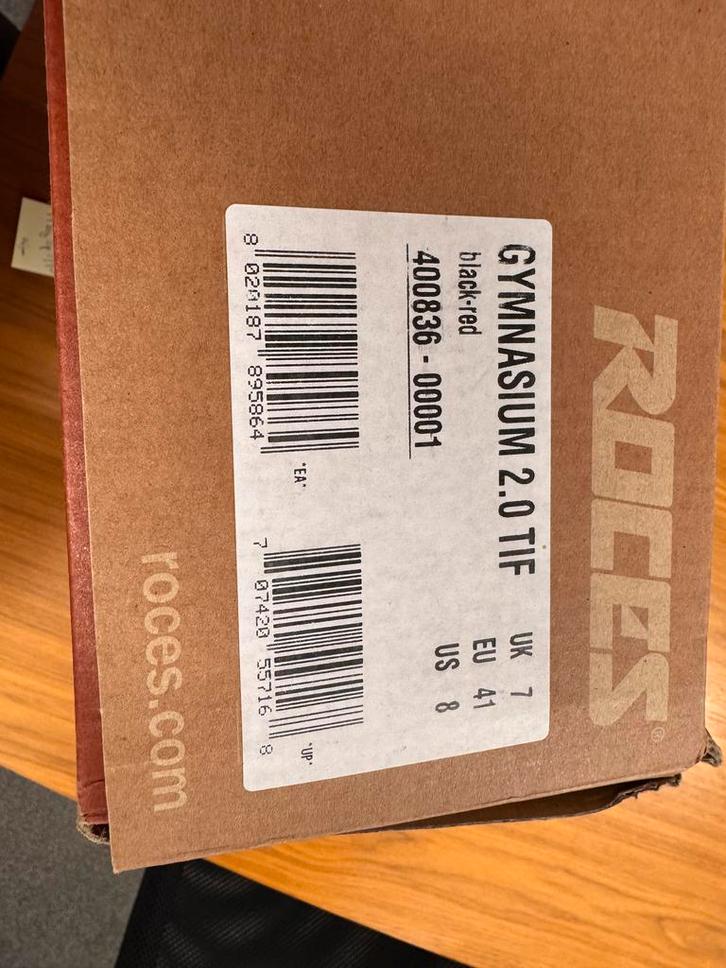 ROCES®
GYMNASIUM 2.0 TIF
black-red
400836 - 00001
UK 7
EU 41
US 8
8 020187 895864
"EA"
7 07420 55716 8
"UP"
roces.com